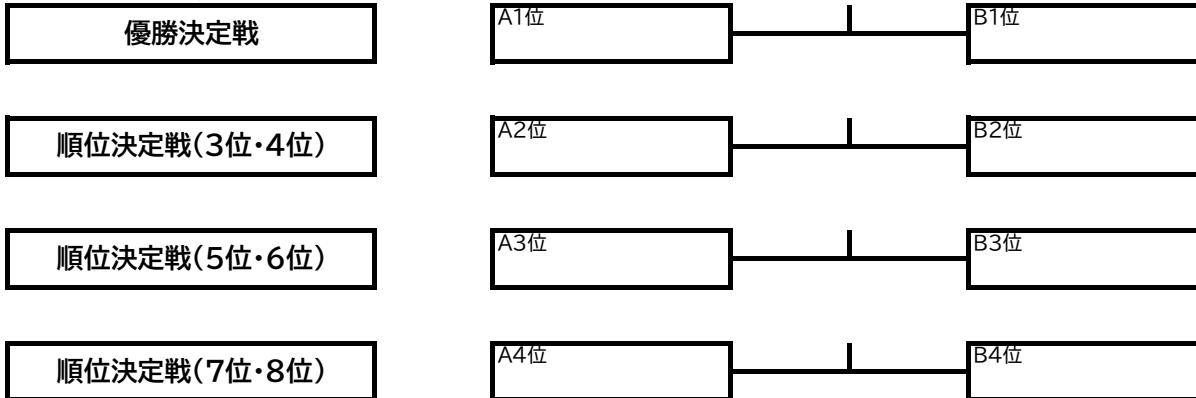 優勝決定戦 A1位 B1位
順位決定戦(3位・4位) A2位 B2位
順位決定戦(5位・6位) A3位 B3位
順位決定戦(7位・8位) A4位 B4位